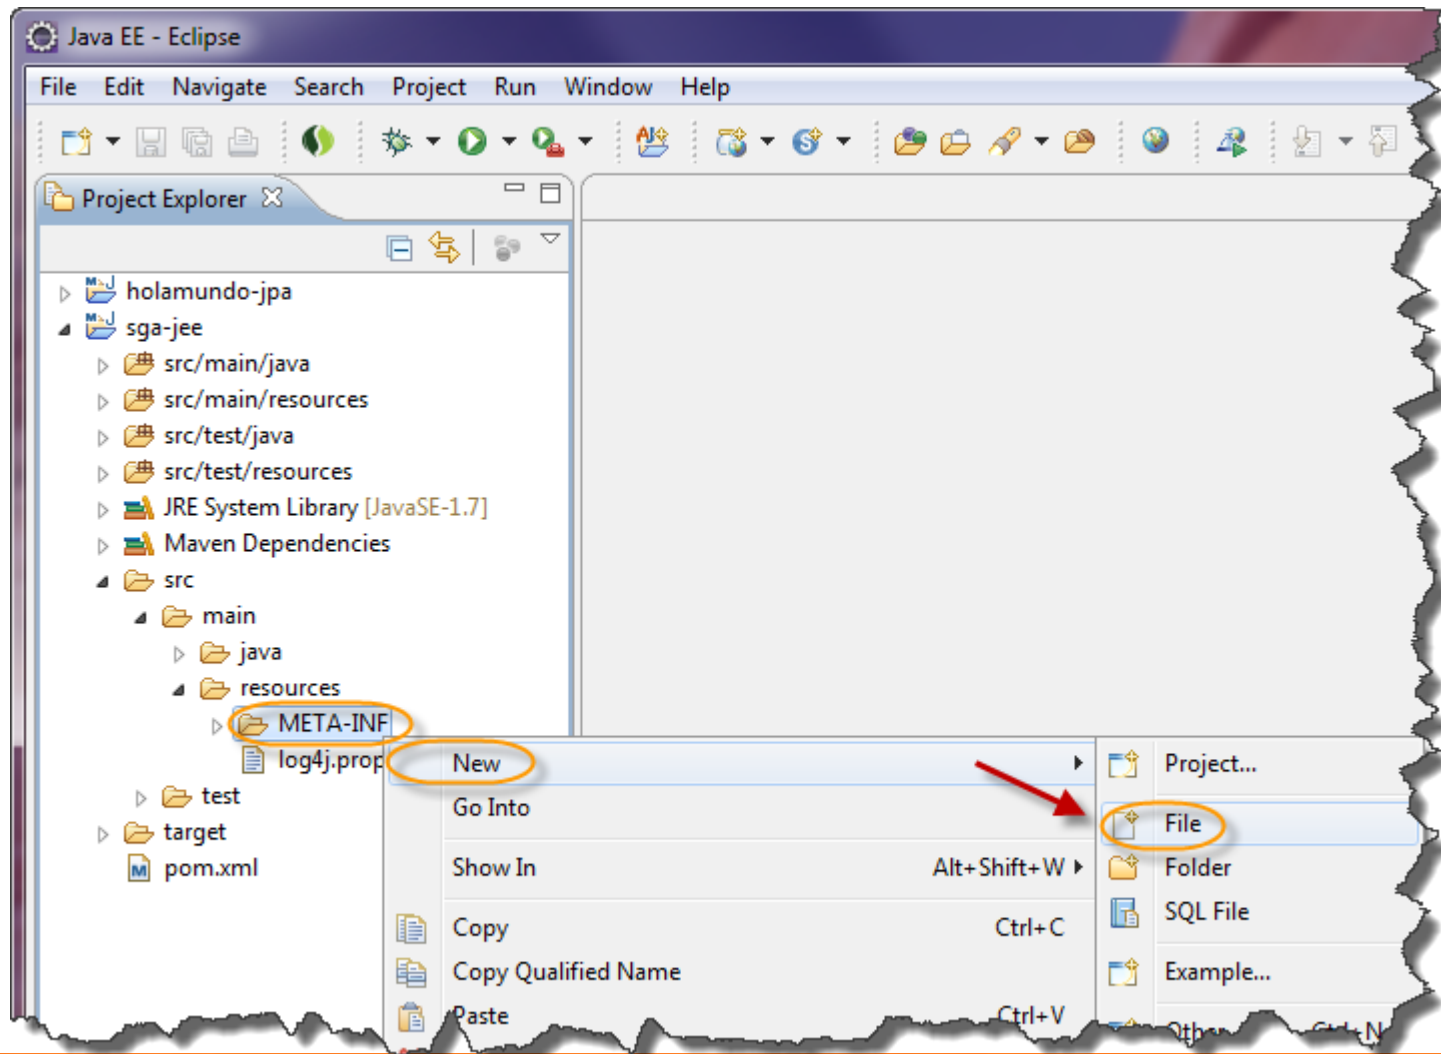 Java EE - Eclipse
File Edit Navigate Search Project Run Window Help
Project Explorer
holamundo-jpa
sga-jee
src/main/java
src/main/resources
src/test/java
src/test/resources
JRE System Library [JavaSE-1.7]
Maven Dependencies
src
main
java
resources
META-INF
log4j.prop
test
target
pom.xml
New
Go Into
Show In Alt+Shift+W
Copy Ctrl+C
Copy Qualified Name
Paste Ctrl+V
Project...
File
Folder
SQL File
Example...